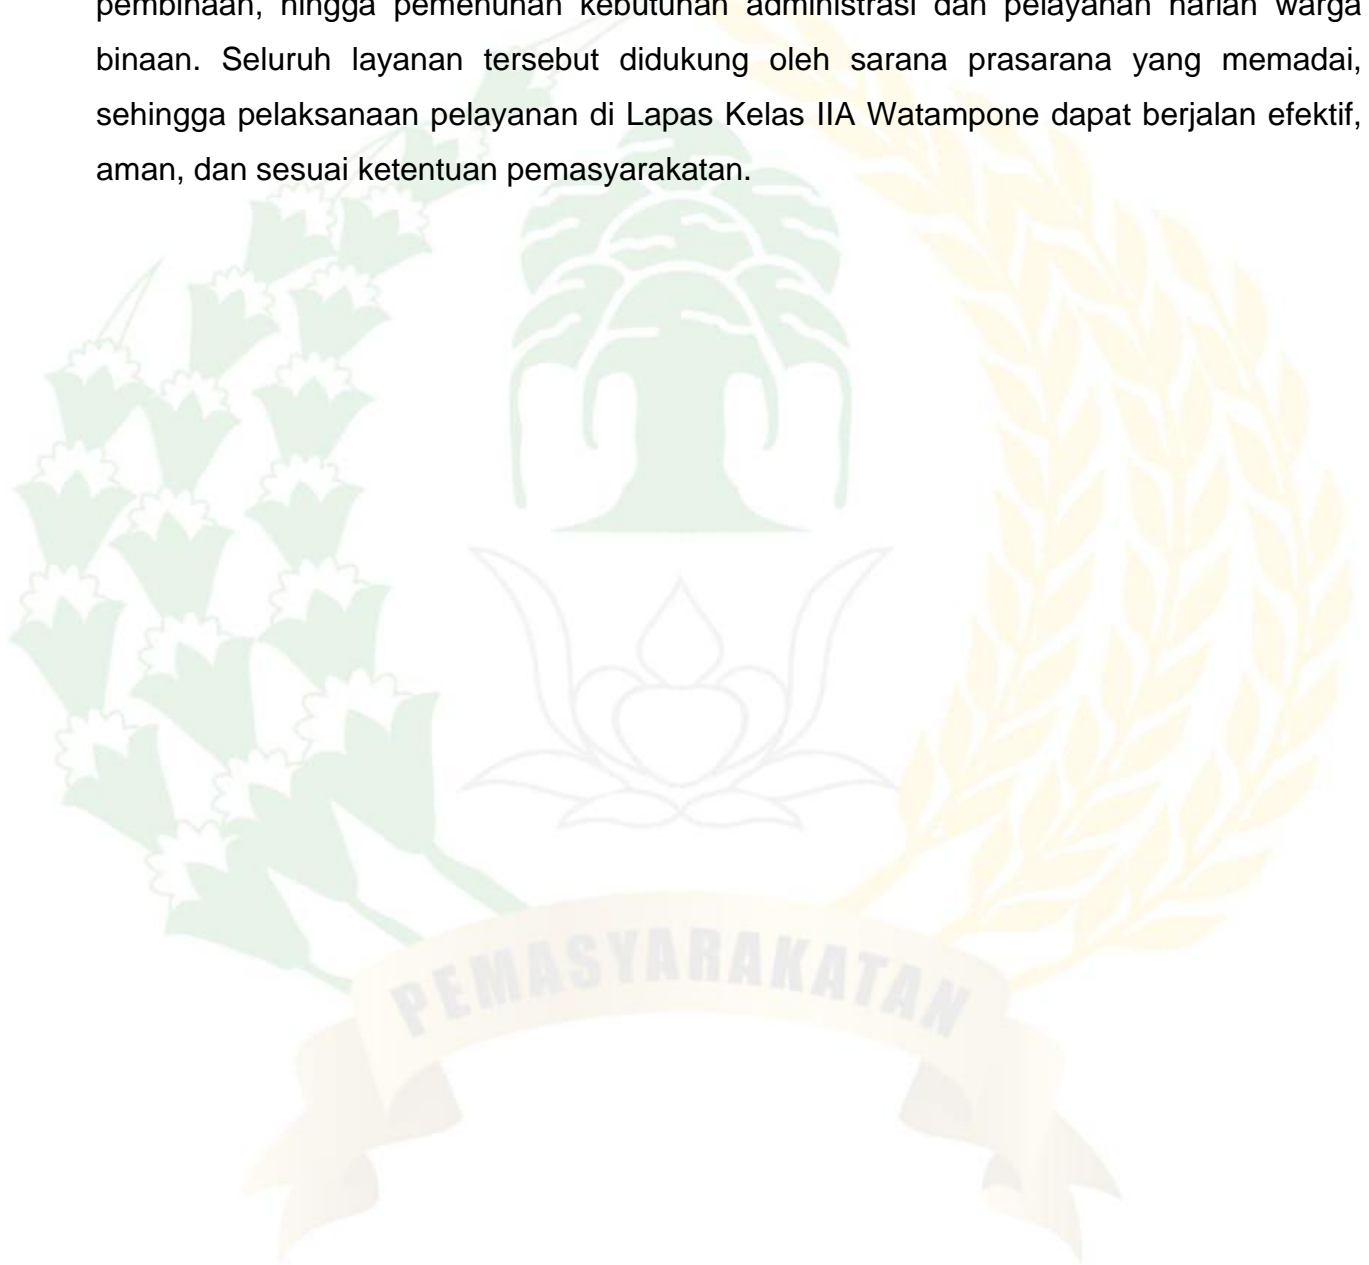 pembinaan, hingga pemenuhan kebutuhan administrasi dan pelayanan harian warga
binaan. Seluruh layanan tersebut didukung oleh sarana prasarana yang memadai,
sehingga pelaksanaan pelayanan di Lapas Kelas IIA Watampone dapat berjalan efektif,
aman, dan sesuai ketentuan pemasyarakatan.
PEMASYARAKATAN